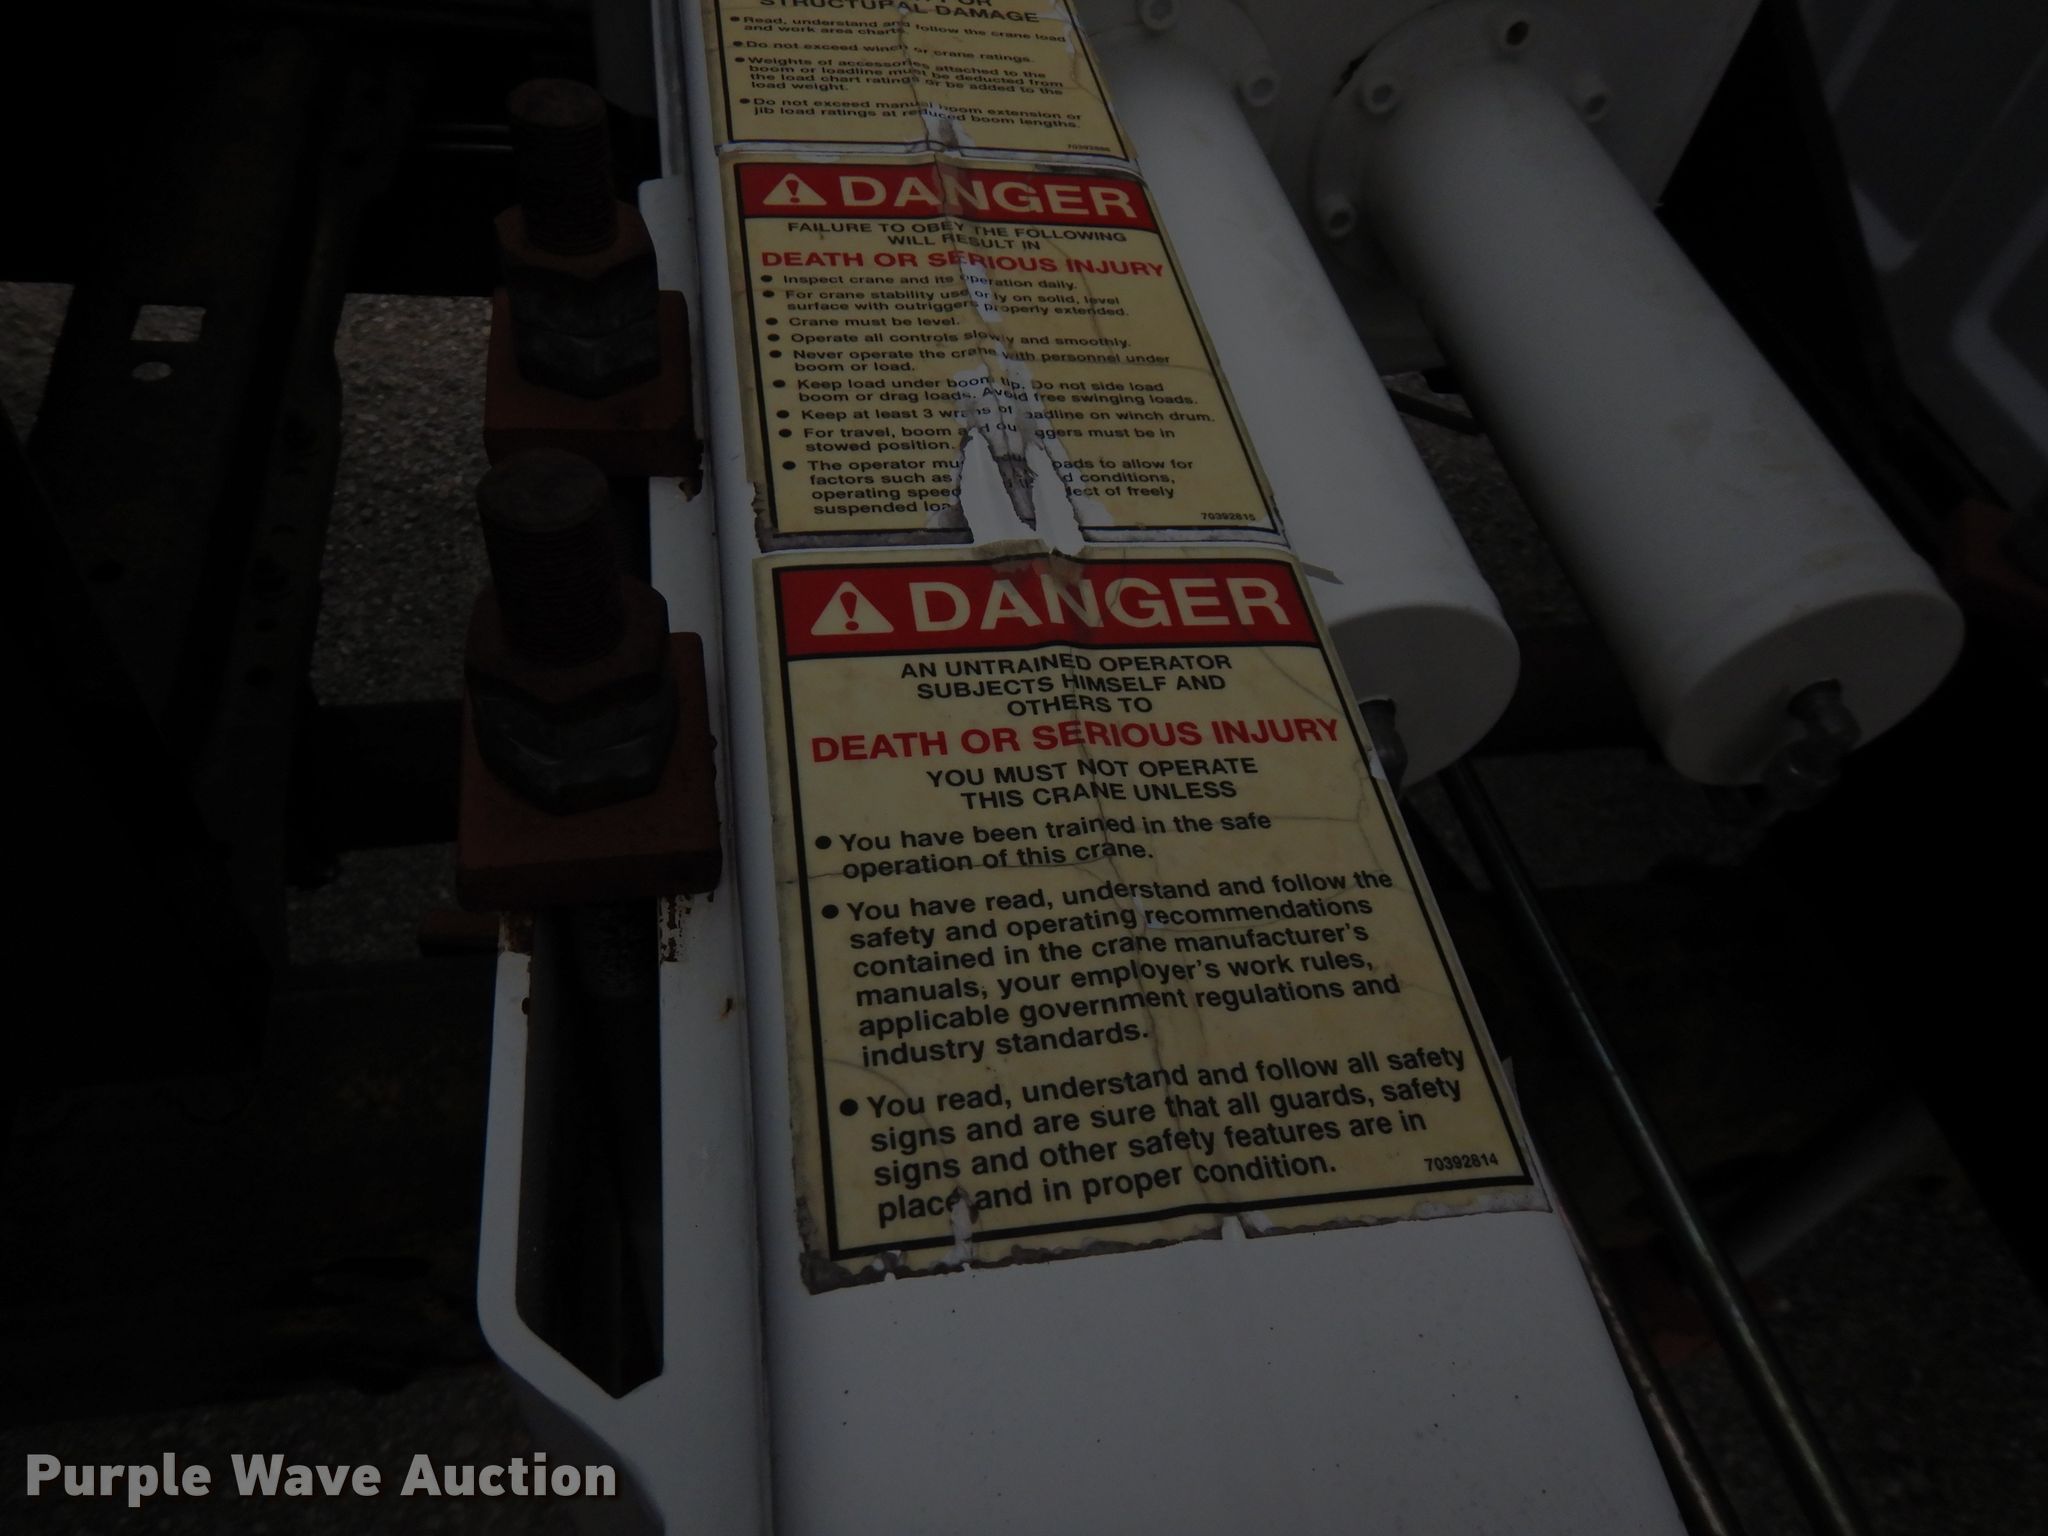 STRUCTURAL DAMAGE
● Read, understand and follow the crane load
and work area charts.
● Do not exceed winch or crane ratings.
● Weights of accessories attached to the
boom or loadline must be deducted from
the load chart ratings or be added to the
load weight.
● Do not exceed manual boom extension or
jib load ratings at reduced boom lengths.
DANGER
FAILURE TO OBEY THE FOLLOWING
WILL RESULT IN
DEATH OR SERIOUS INJURY
● Inspect crane and its operation daily.
● For crane stability use only on solid, level
surface with outriggers properly extended.
● Crane must be level.
● Operate all controls slowly and smoothly.
● Never operate the crane with personnel under
boom or load.
● Keep load under boom tip. Do not side load
boom or drag loads. Avoid free swinging loads.
● Keep at least 3 wraps of loadline on winch drum.
● For travel, boom and outriggers must be in
stowed position.
● The operator mu oads to allow for
factors such as conditions,
operating speed of freely
suspended loa
70392815
DANGER
AN UNTRAINED OPERATOR
SUBJECTS HIMSELF AND
OTHERS TO
DEATH OR SERIOUS INJURY
YOU MUST NOT OPERATE
THIS CRANE UNLESS
● You have been trained in the safe
operation of this crane.
● You have read, understand and follow the
safety and operating recommendations
contained in the crane manufacturer's
manuals, your employer's work rules,
applicable government regulations and
industry standards.
● You read, understand and follow all safety
signs and are sure that all guards, safety
signs and other safety features are in
place and in proper condition.
70392814
Purple Wave Auction